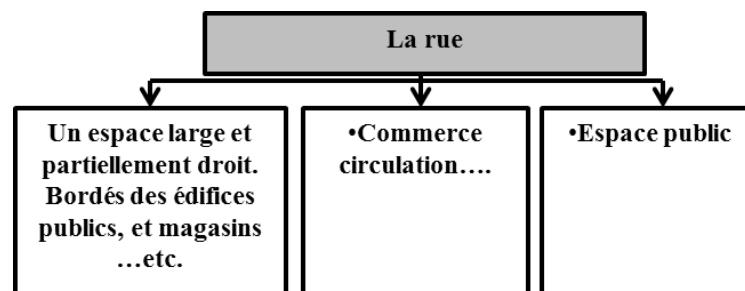 La rue
Un espace large et
partiellement droit.
Bordés des édifices
publics, et magasins
…etc.
•Commerce
circulation….
•Espace public